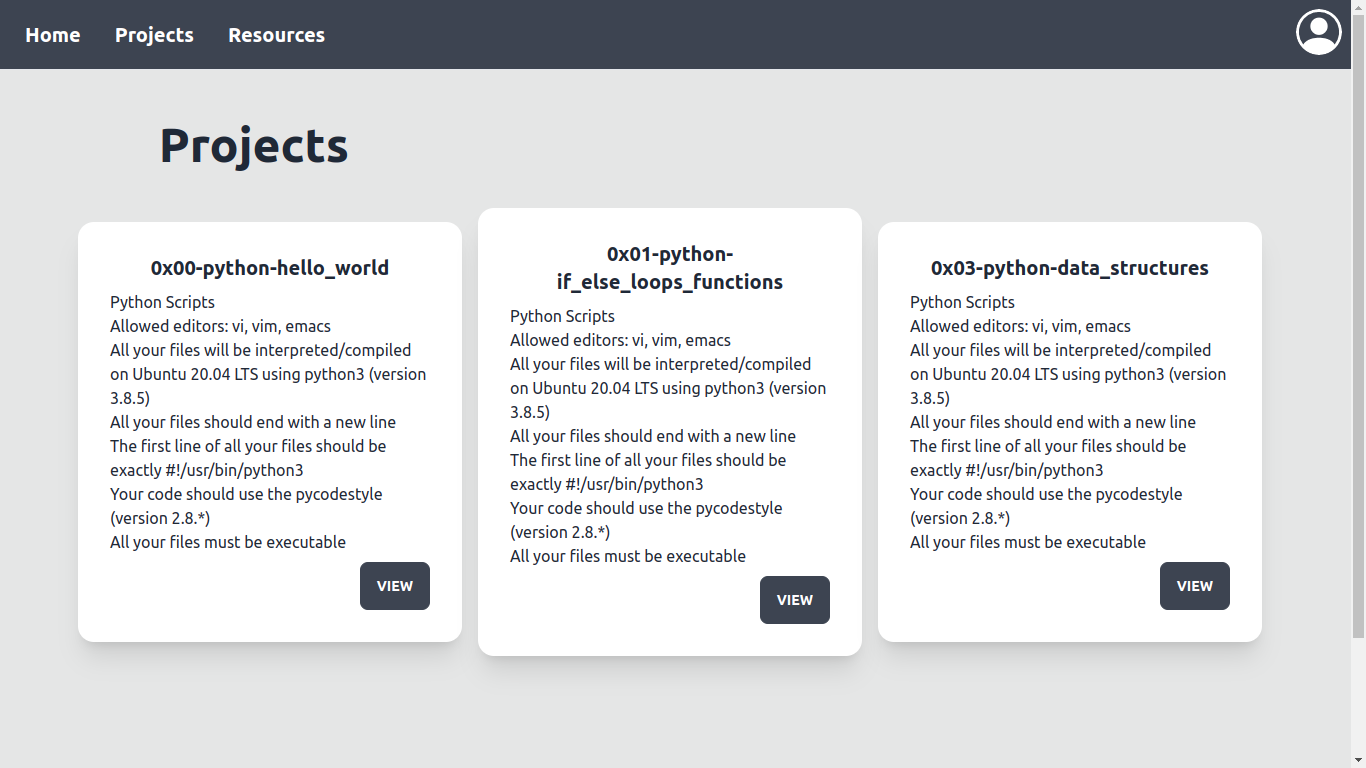 Home Projects Resources
Projects
0x00-python-hello_world
Python Scripts
Allowed editors: vi, vim, emacs
All your files will be interpreted/compiled
on Ubuntu 20.04 LTS using python3 (version
3.8.5)
All your files should end with a new line
The first line of all your files should be
exactly #!/usr/bin/python3
Your code should use the pycodestyle
(version 2.8.*)
All your files must be executable
VIEW
0x01-python-
if_else_loops_functions
Python Scripts
Allowed editors: vi, vim, emacs
All your files will be interpreted/compiled
on Ubuntu 20.04 LTS using python3 (version
3.8.5)
All your files should end with a new line
The first line of all your files should be
exactly #!/usr/bin/python3
Your code should use the pycodestyle
(version 2.8.*)
All your files must be executable
VIEW
0x03-python-data_structures
Python Scripts
Allowed editors: vi, vim, emacs
All your files will be interpreted/compiled
on Ubuntu 20.04 LTS using python3 (version
3.8.5)
All your files should end with a new line
The first line of all your files should be
exactly #!/usr/bin/python3
Your code should use the pycodestyle
(version 2.8.*)
All your files must be executable
VIEW